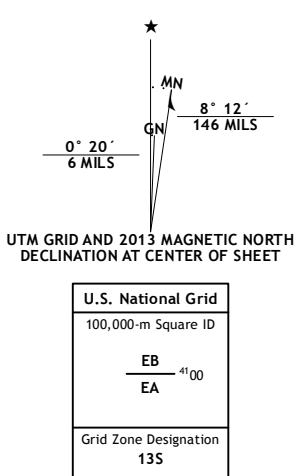 ★
MN
GN
8° 12´
146 MILS
0° 20´
6 MILS
UTM GRID AND 2013 MAGNETIC NORTH
DECLINATION AT CENTER OF SHEET
U.S. National Grid
100,000-m Square ID
EB
4100
EA
Grid Zone Designation
13S